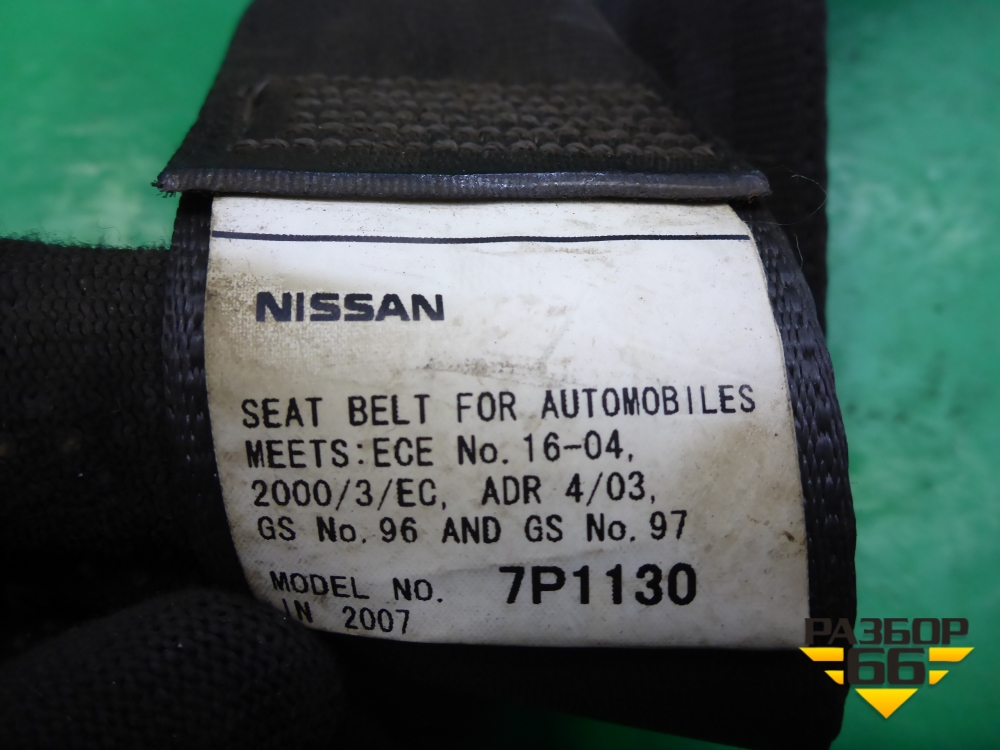 NISSAN
SEAT BELT FOR AUTOMOBILES
MEETS:ECE No. 16-04,
2000/3/EC, ADR 4/03,
GS No. 96 AND GS No. 97
MODEL NO. 7P1130
IN 2007
РАЗБОР
66